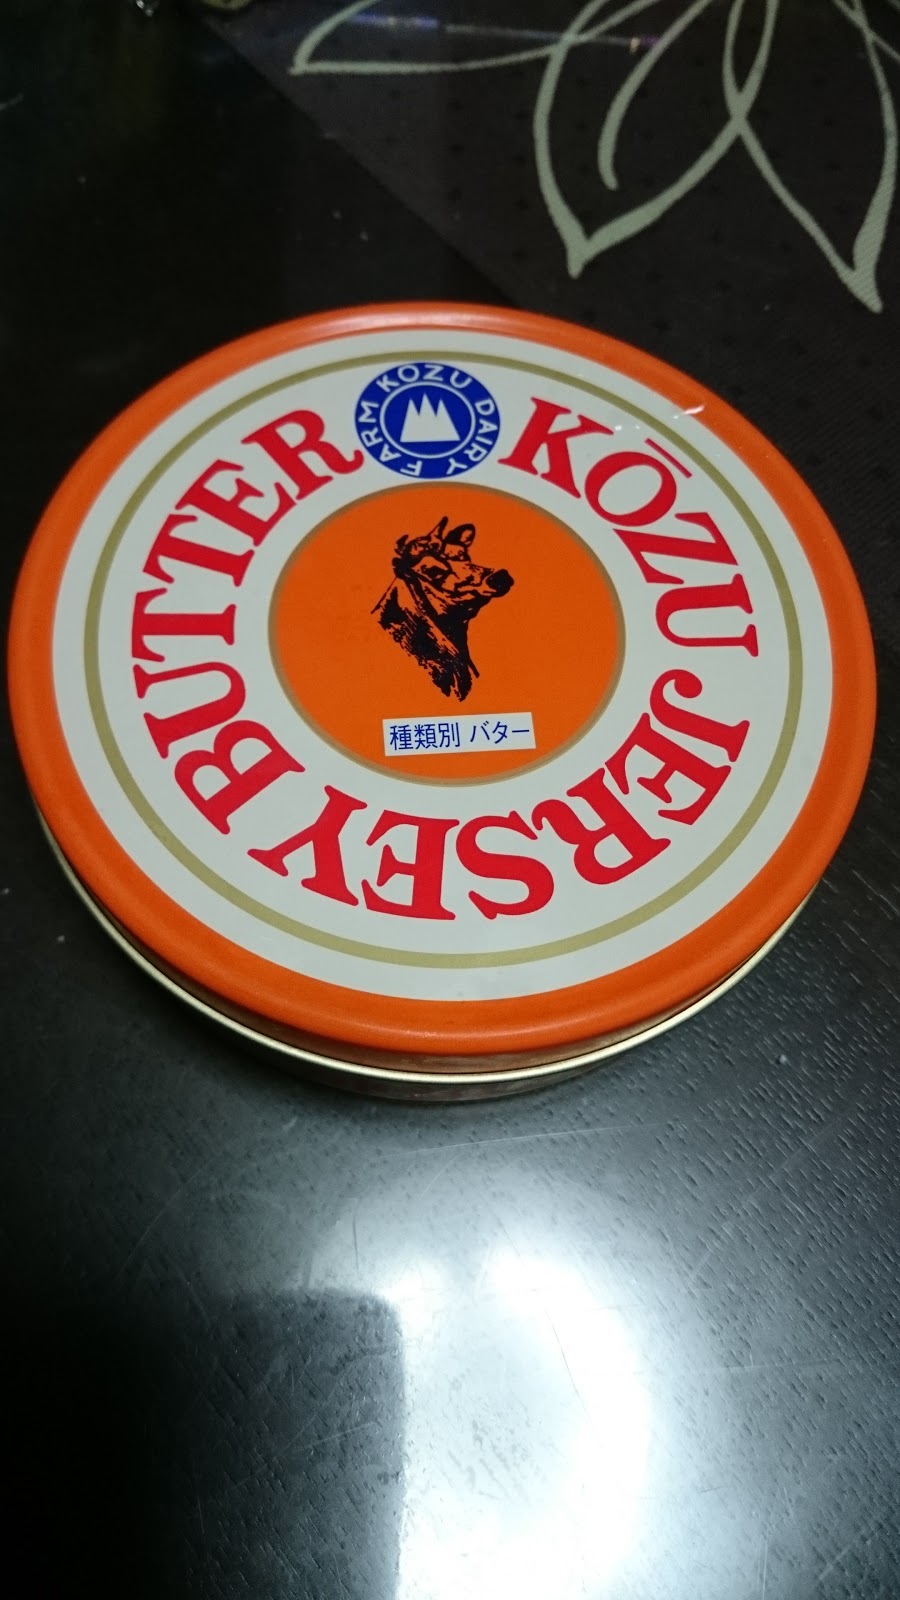 KOZU DAIRY FARM
KŌZU JERSEY BUTTER
種類別 バター